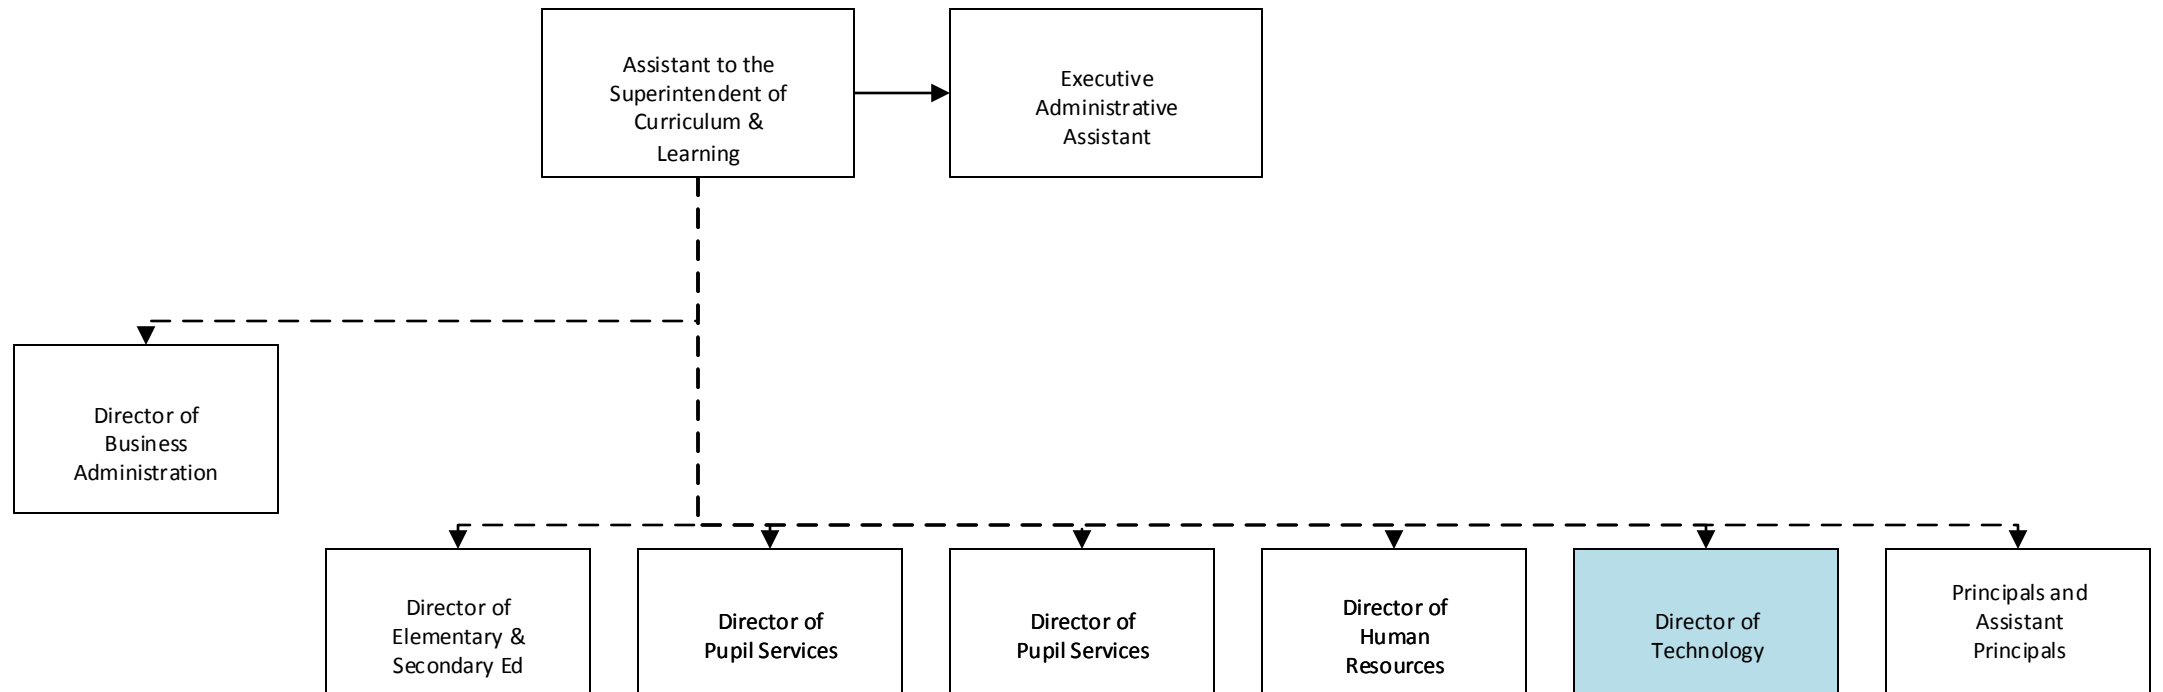 Assistant to the
Superintendent of
Curriculum &
Learning
Executive
Administrative
Assistant
Director of
Business
Administration
Director of
Elementary &
Secondary Ed
Director of
Pupil Services
Director of
Pupil Services
Director of
Human
Resources
Director of
Technology
Principals and
Assistant
Principals